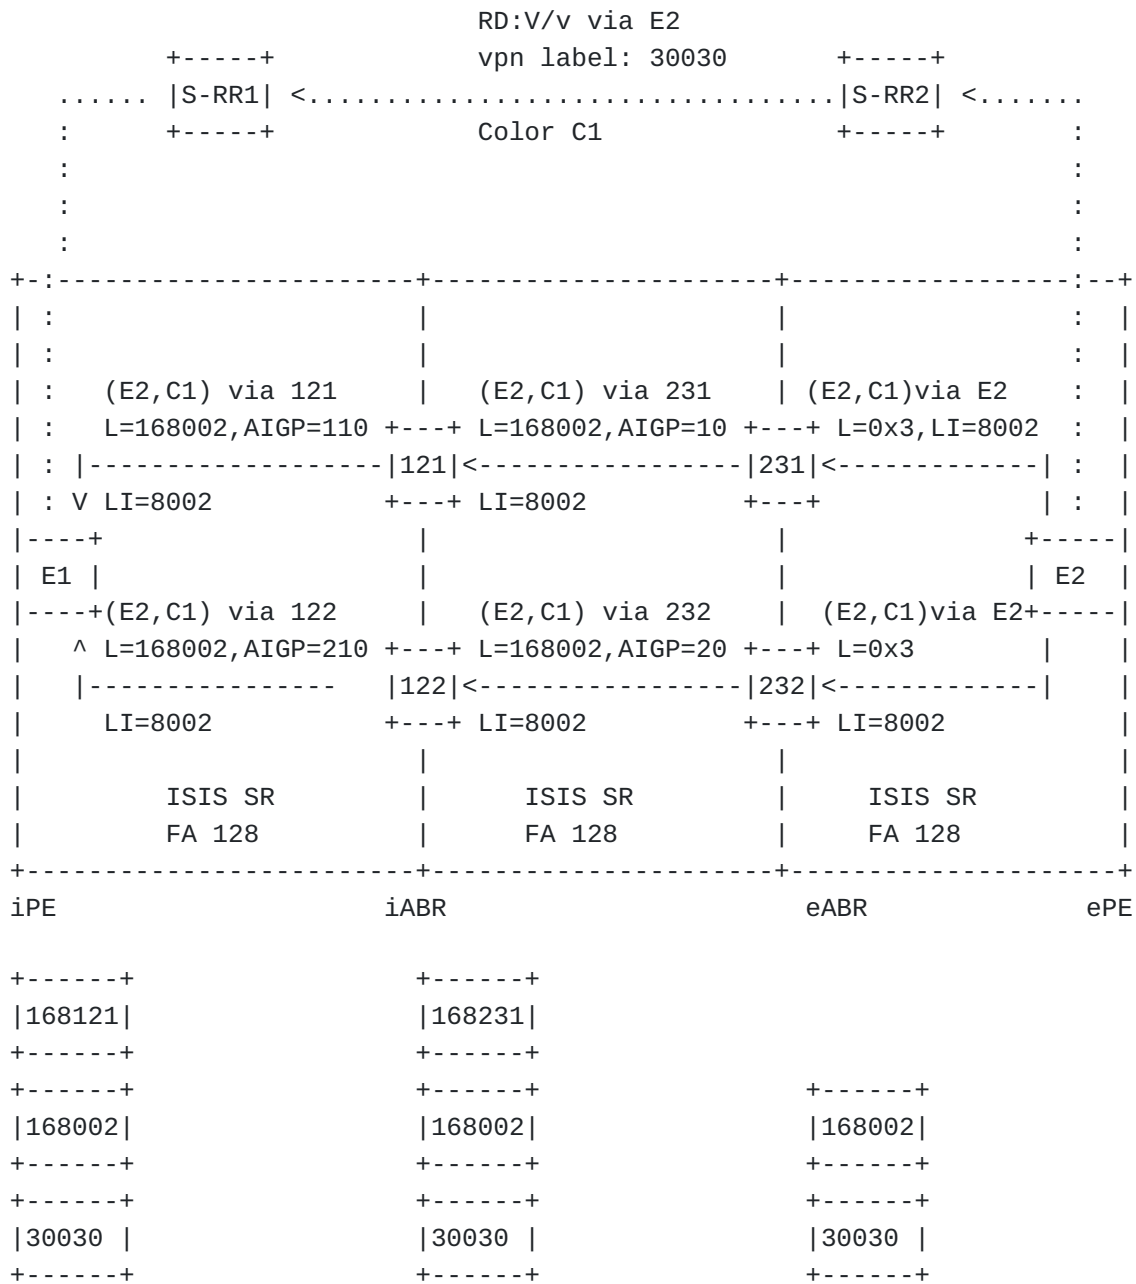 RD:V/v via E2
          +-----+             vpn label: 30030       +-----+
   ...... |S-RR1| <..................................|S-RR2| <.......
   :      +-----+             Color C1               +-----+        :
   :                                                                :
   :                                                                :
   :                                                                :
+-:-----------------------+----------------------+------------------:--+
| :                       |                      |                  :  |
| :                       |                      |                  :  |
| :   (E2,C1) via 121     |   (E2,C1) via 231    | (E2,C1)via E2    :  |
| :   L=168002,AIGP=110 +---+ L=168002,AIGP=10 +---+ L=0x3,LI=8002  :  |
| : |-------------------|121|<-----------------|231|<-------------| :  |
| : V LI=8002           +---+ LI=8002          +---+              | :  |
|----+                    |                      |               +-----|
| E1 |                    |                      |               | E2  |
|----+(E2,C1) via 122     |   (E2,C1) via 232    |  (E2,C1)via E2+-----|
|   ^ L=168002,AIGP=210 +---+ L=168002,AIGP=20 +---+ L=0x3        |    |
|   |----------------   |122|<-----------------|232|<-------------|    |
|     LI=8002           +---+ LI=8002          +---+ LI=8002           |
|                         |                      |                     |
|         ISIS SR         |      ISIS SR         |     ISIS SR         |
|         FA 128          |      FA 128          |     FA 128          |
+-------------------------+----------------------+---------------------+
iPE                     iABR                       eABR              ePE

+------+                  +------+
|168121|                  |168231|
+------+                  +------+
+------+                  +------+                 +------+
|168002|                  |168002|                 |168002|
+------+                  +------+                 +------+
+------+                  +------+                 +------+
|30030 |                  |30030 |                 |30030 |
+------+                  +------+                 +------+